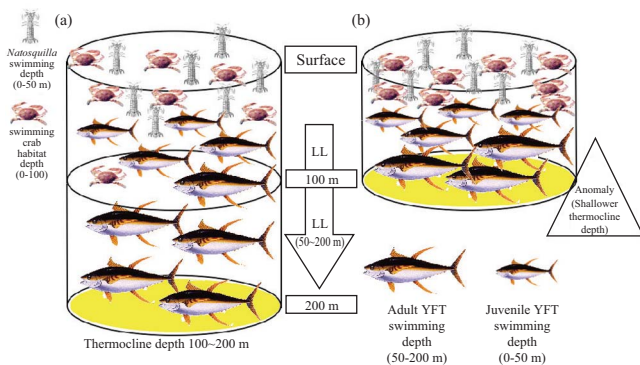 (a)
(b)
Natosquilla
swimming
depth
(0-50 m)
swimming
crab
habitat
depth
(0-100)
Surface
LL
100 m
LL
(50~200 m)
200 m
Thermocline depth 100~200 m
Anomaly
(Shallower
thermocline
depth)
Adult YFT
swimming
depth
(50-200 m)
Juvenile YFT
swimming
depth
(0-50 m)